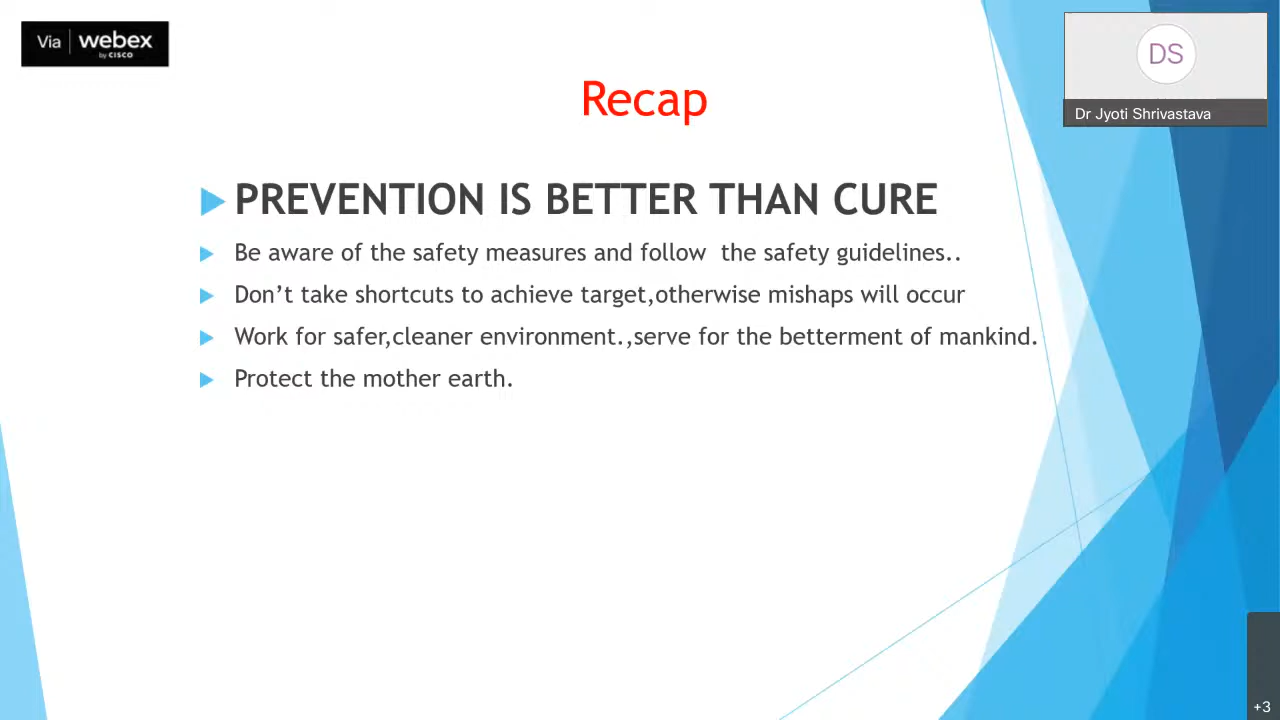 Via webex
by CISCO
DS
Dr Jyoti Shrivastava
Recap
PREVENTION IS BETTER THAN CURE
Be aware of the safety measures and follow  the safety guidelines..
Don’t take shortcuts to achieve target,otherwise mishaps will occur
Work for safer,cleaner environment.,serve for the betterment of mankind.
Protect the mother earth.
+3